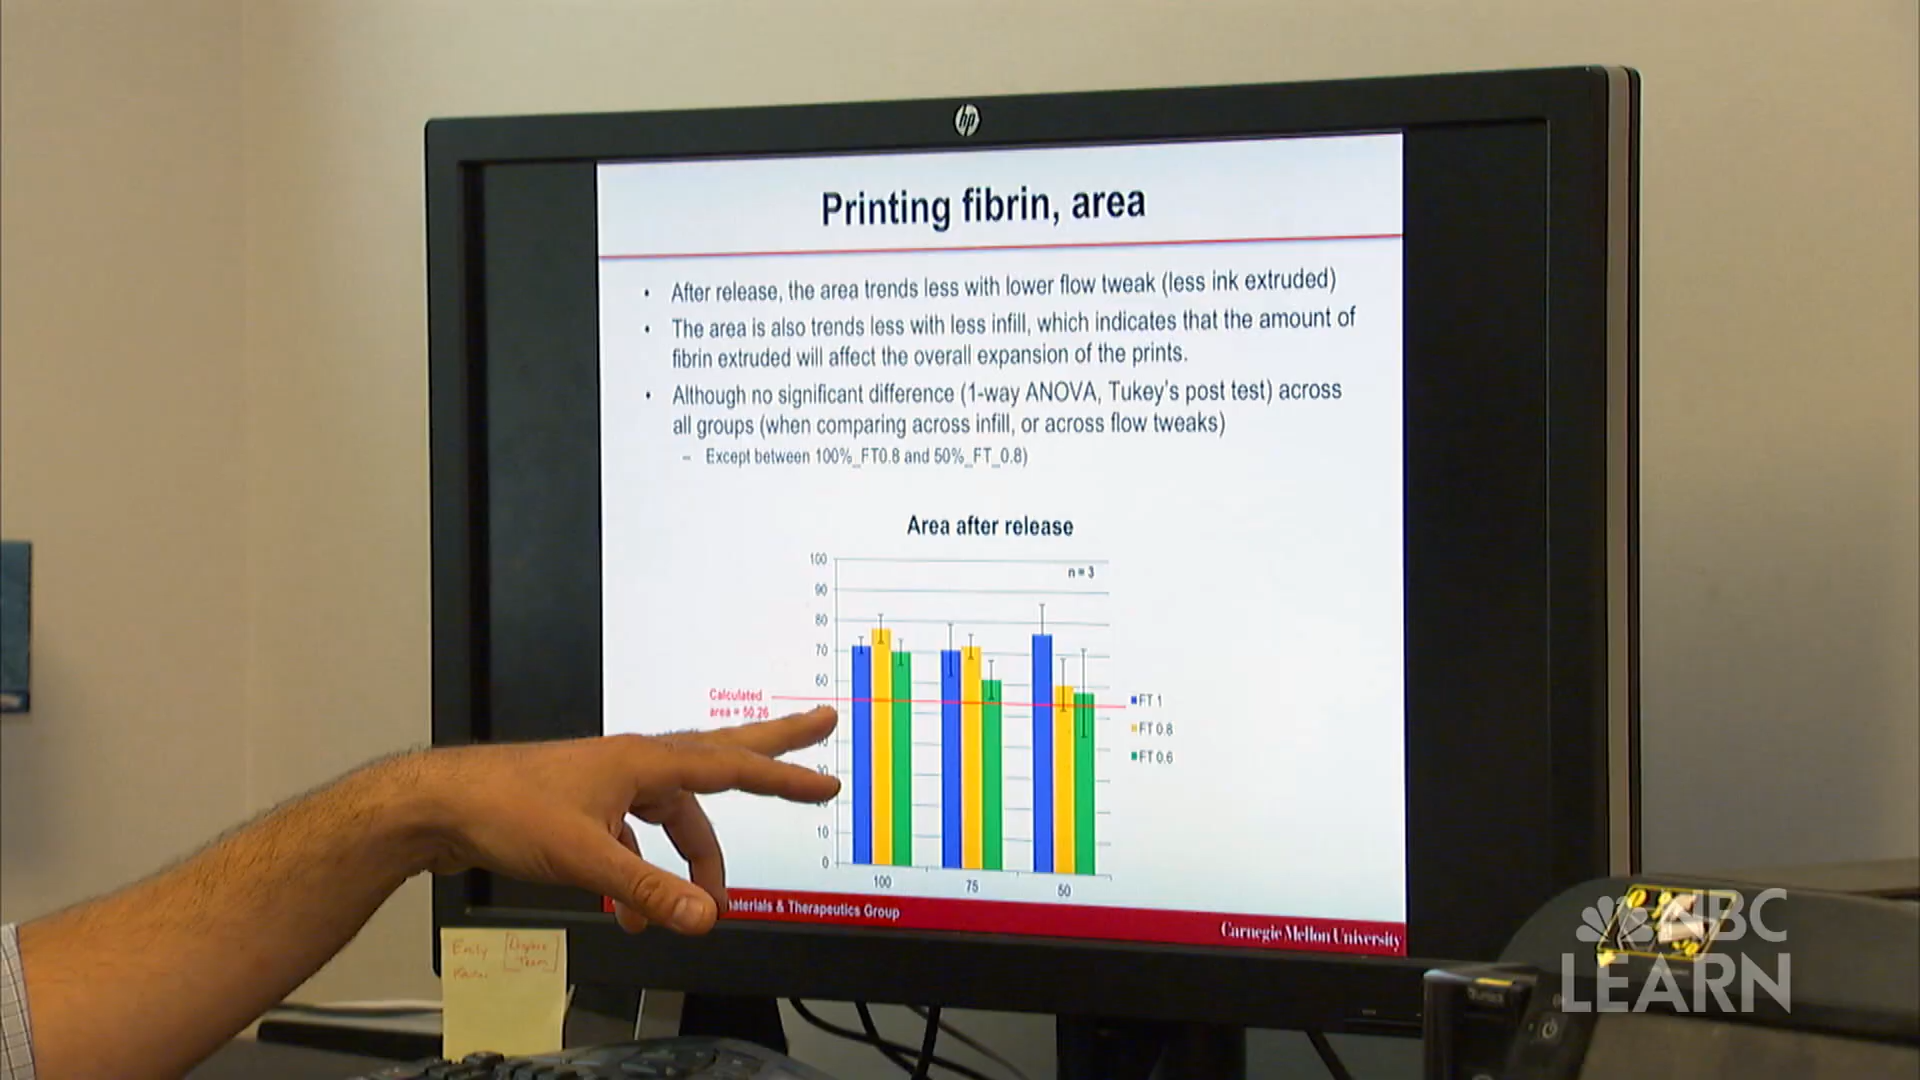 hp
Printing fibrin, area
• After release, the area trends less with lower flow tweak (less ink extruded)
• The area is also trends less with less infill, which indicates that the amount of
fibrin extruded will affect the overall expansion of the prints.
• Although no significant difference (1-way ANOVA, Tukey's post test) across
all groups (when comparing across infill, or across flow tweaks)
– Except between 100%_FT0.8 and 50%_FT_0.8)
Area after release
n = 3
100
90
80
70
60
10
0
Calculated
area = 50.26
FT 1
FT 0.8
FT 0.6
100 75 50
aterials & Therapeutics Group
Carnegie Mellon University
Emily
Team
NBC
LEARN